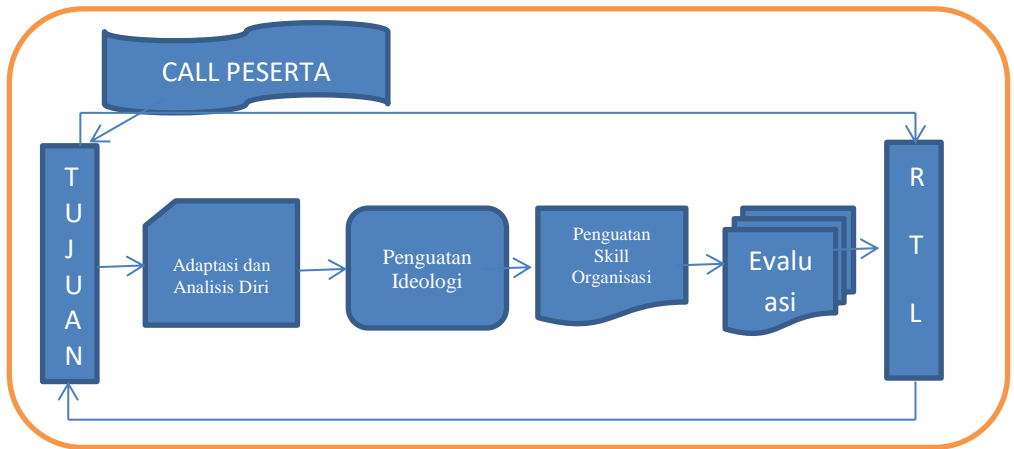 CALL PESERTA
T
U
J
U
A
N
Adaptasi dan
Analisis Diri
Penguatan
Ideologi
Penguatan
Skill
Organisasi
Evalu
asi
R
T
L